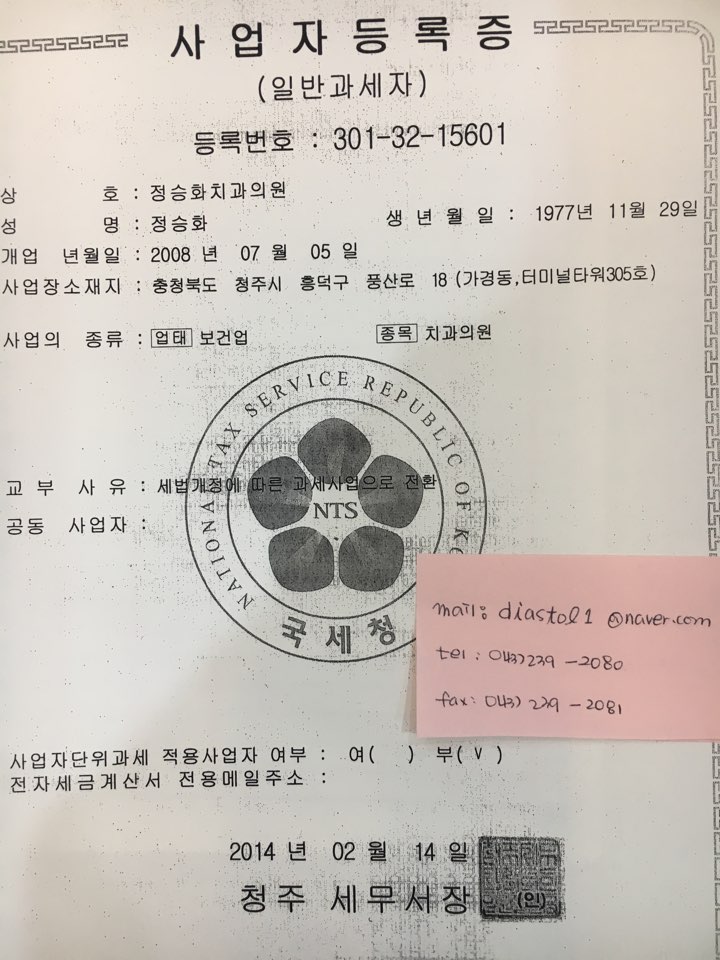 사업자등록증
(일반과세자)
등록번호 : 301-32-15601
상 호 : 정승화치과의원
성 명 : 정승화 생년월일 : 1977년 11월 29일
개업 년월일 : 2008 년 07 월 05 일
사업장소재지 : 충청북도 청주시 흥덕구 풍산로 18 (가경동,터미널타워305호)
사업의 종류 : 업태 보건업 종목 치과의원
NATIONAL TAX SERVICE REPUBLIC OF KO
교부 사유 : 세법개정에 따른 과세사업으로 전환
NTS
공동 사업자 :
국세청
mail: diastol1 @naver.com
tel : 043) 239 - 2080
fax: 043) 239 - 2081
사업자단위과세 적용사업자 여부 : 여( ) 부( V )
전자세금계산서 전용메일주소 :
2014 년 02 월 14 일
청주 세무서장 (인)